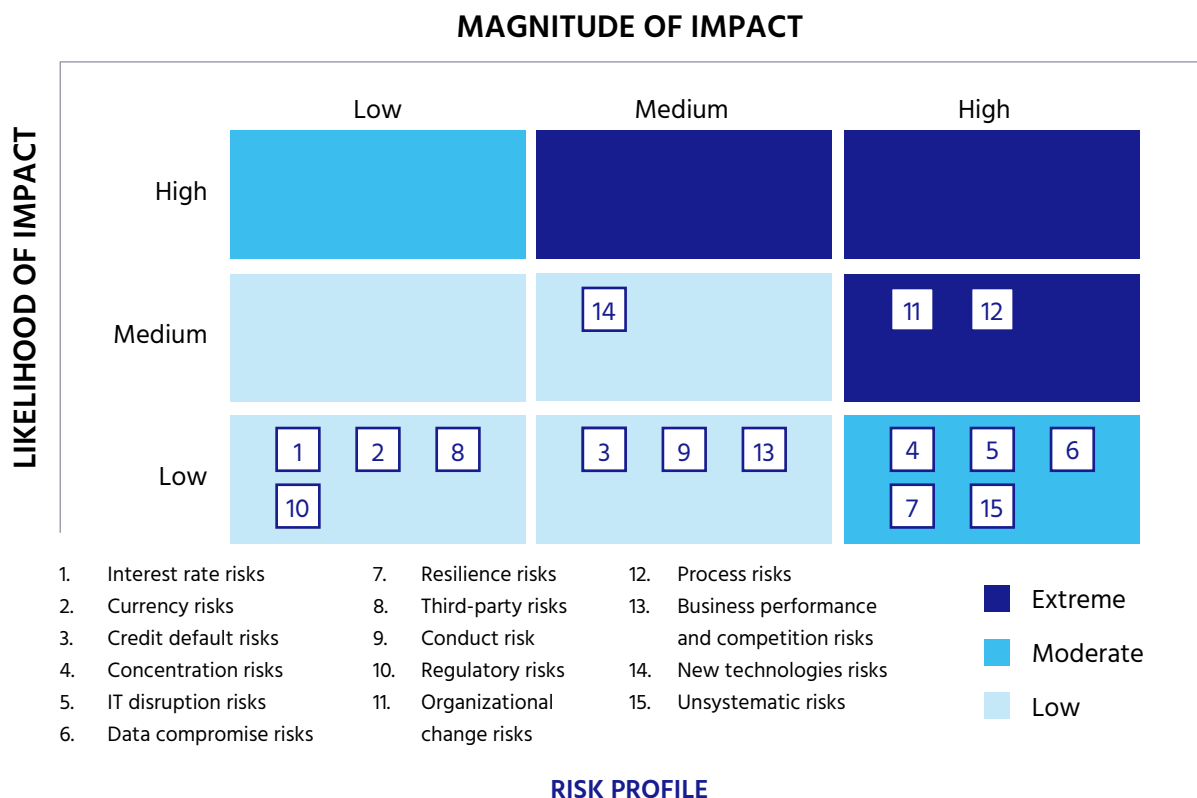 MAGNITUDE OF IMPACT
LIKELIHOOD OF IMPACT
Low
Medium
High
High
Medium
14
11
12
Low
1
2
8
10
3
9
13
4
5
6
7
15
1. Interest rate risks
2. Currency risks
3. Credit default risks
4. Concentration risks
5. IT disruption risks
6. Data compromise risks
7. Resilience risks
8. Third-party risks
9. Conduct risk
10. Regulatory risks
11. Organizational
change risks
12. Process risks
13. Business performance
and competition risks
14. New technologies risks
15. Unsystematic risks
Extreme
Moderate
Low
RISK PROFILE